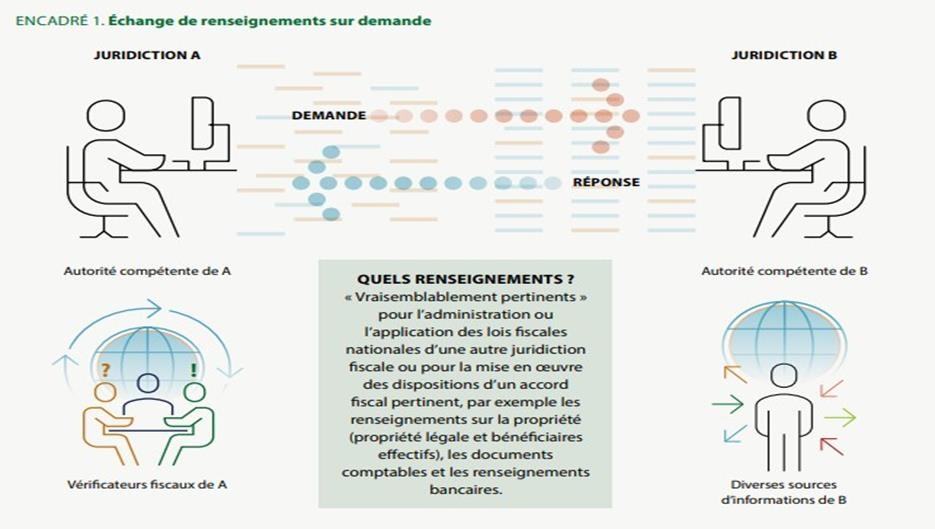 ENCADRÉ 1. Échange de renseignements sur demande
JURIDICTION A
JURIDICTION B
DEMANDE
RÉPONSE
Autorité compétente de A
Autorité compétente de B
QUELS RENSEIGNEMENTS ?
« Vraisemblablement pertinents »
pour l'administration ou
l'application des lois fiscales
nationales d'une autre juridiction
fiscale ou pour la mise en œuvre
des dispositions d'un accord
fiscal pertinent, par exemple les
renseignements sur la propriété
(propriété légale et bénéficiaires
effectifs), les documents
comptables et les renseignements
bancaires.
? !
Vérificateurs fiscaux de A
Diverses sources
d'informations de B